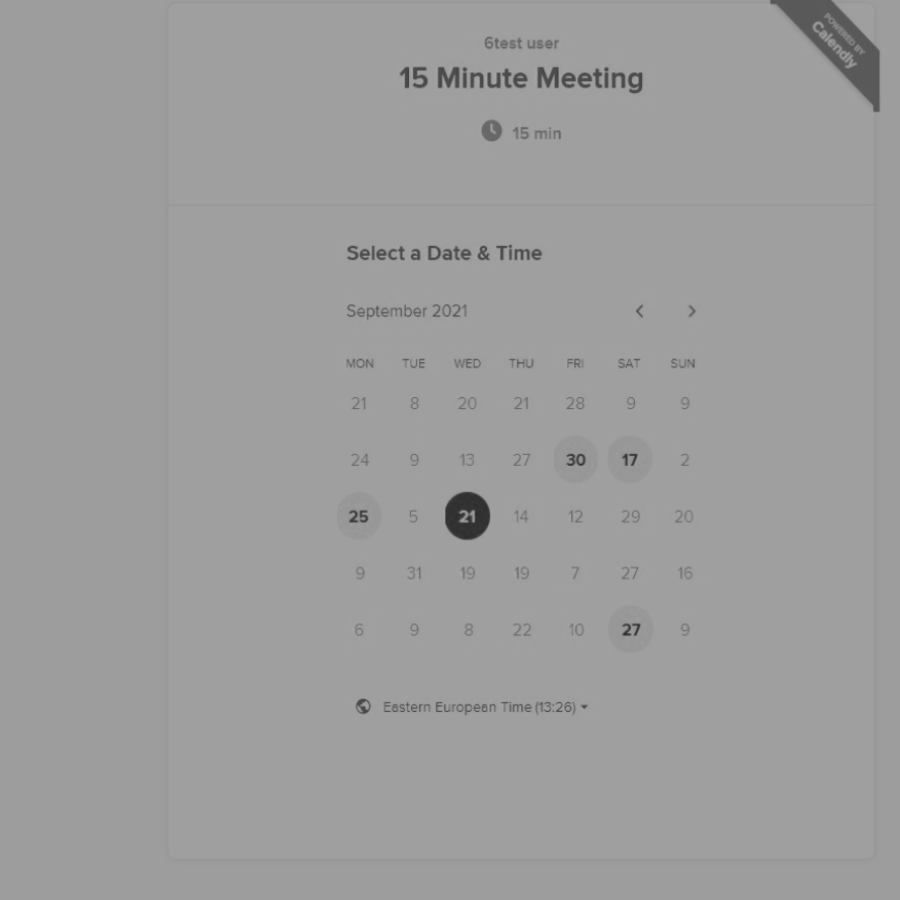 POWERED BY
Calendly
6test user
15 Minute Meeting
15 min
Select a Date & Time
September 2021
MON TUE WED THU FRI SAT SUN
21 8 20 21 28 9 9
24 9 13 27 30 17 2
25 5 21 14 12 29 20
9 31 19 19 7 27 16
6 9 8 22 10 27 9
Eastern European Time (13:26)